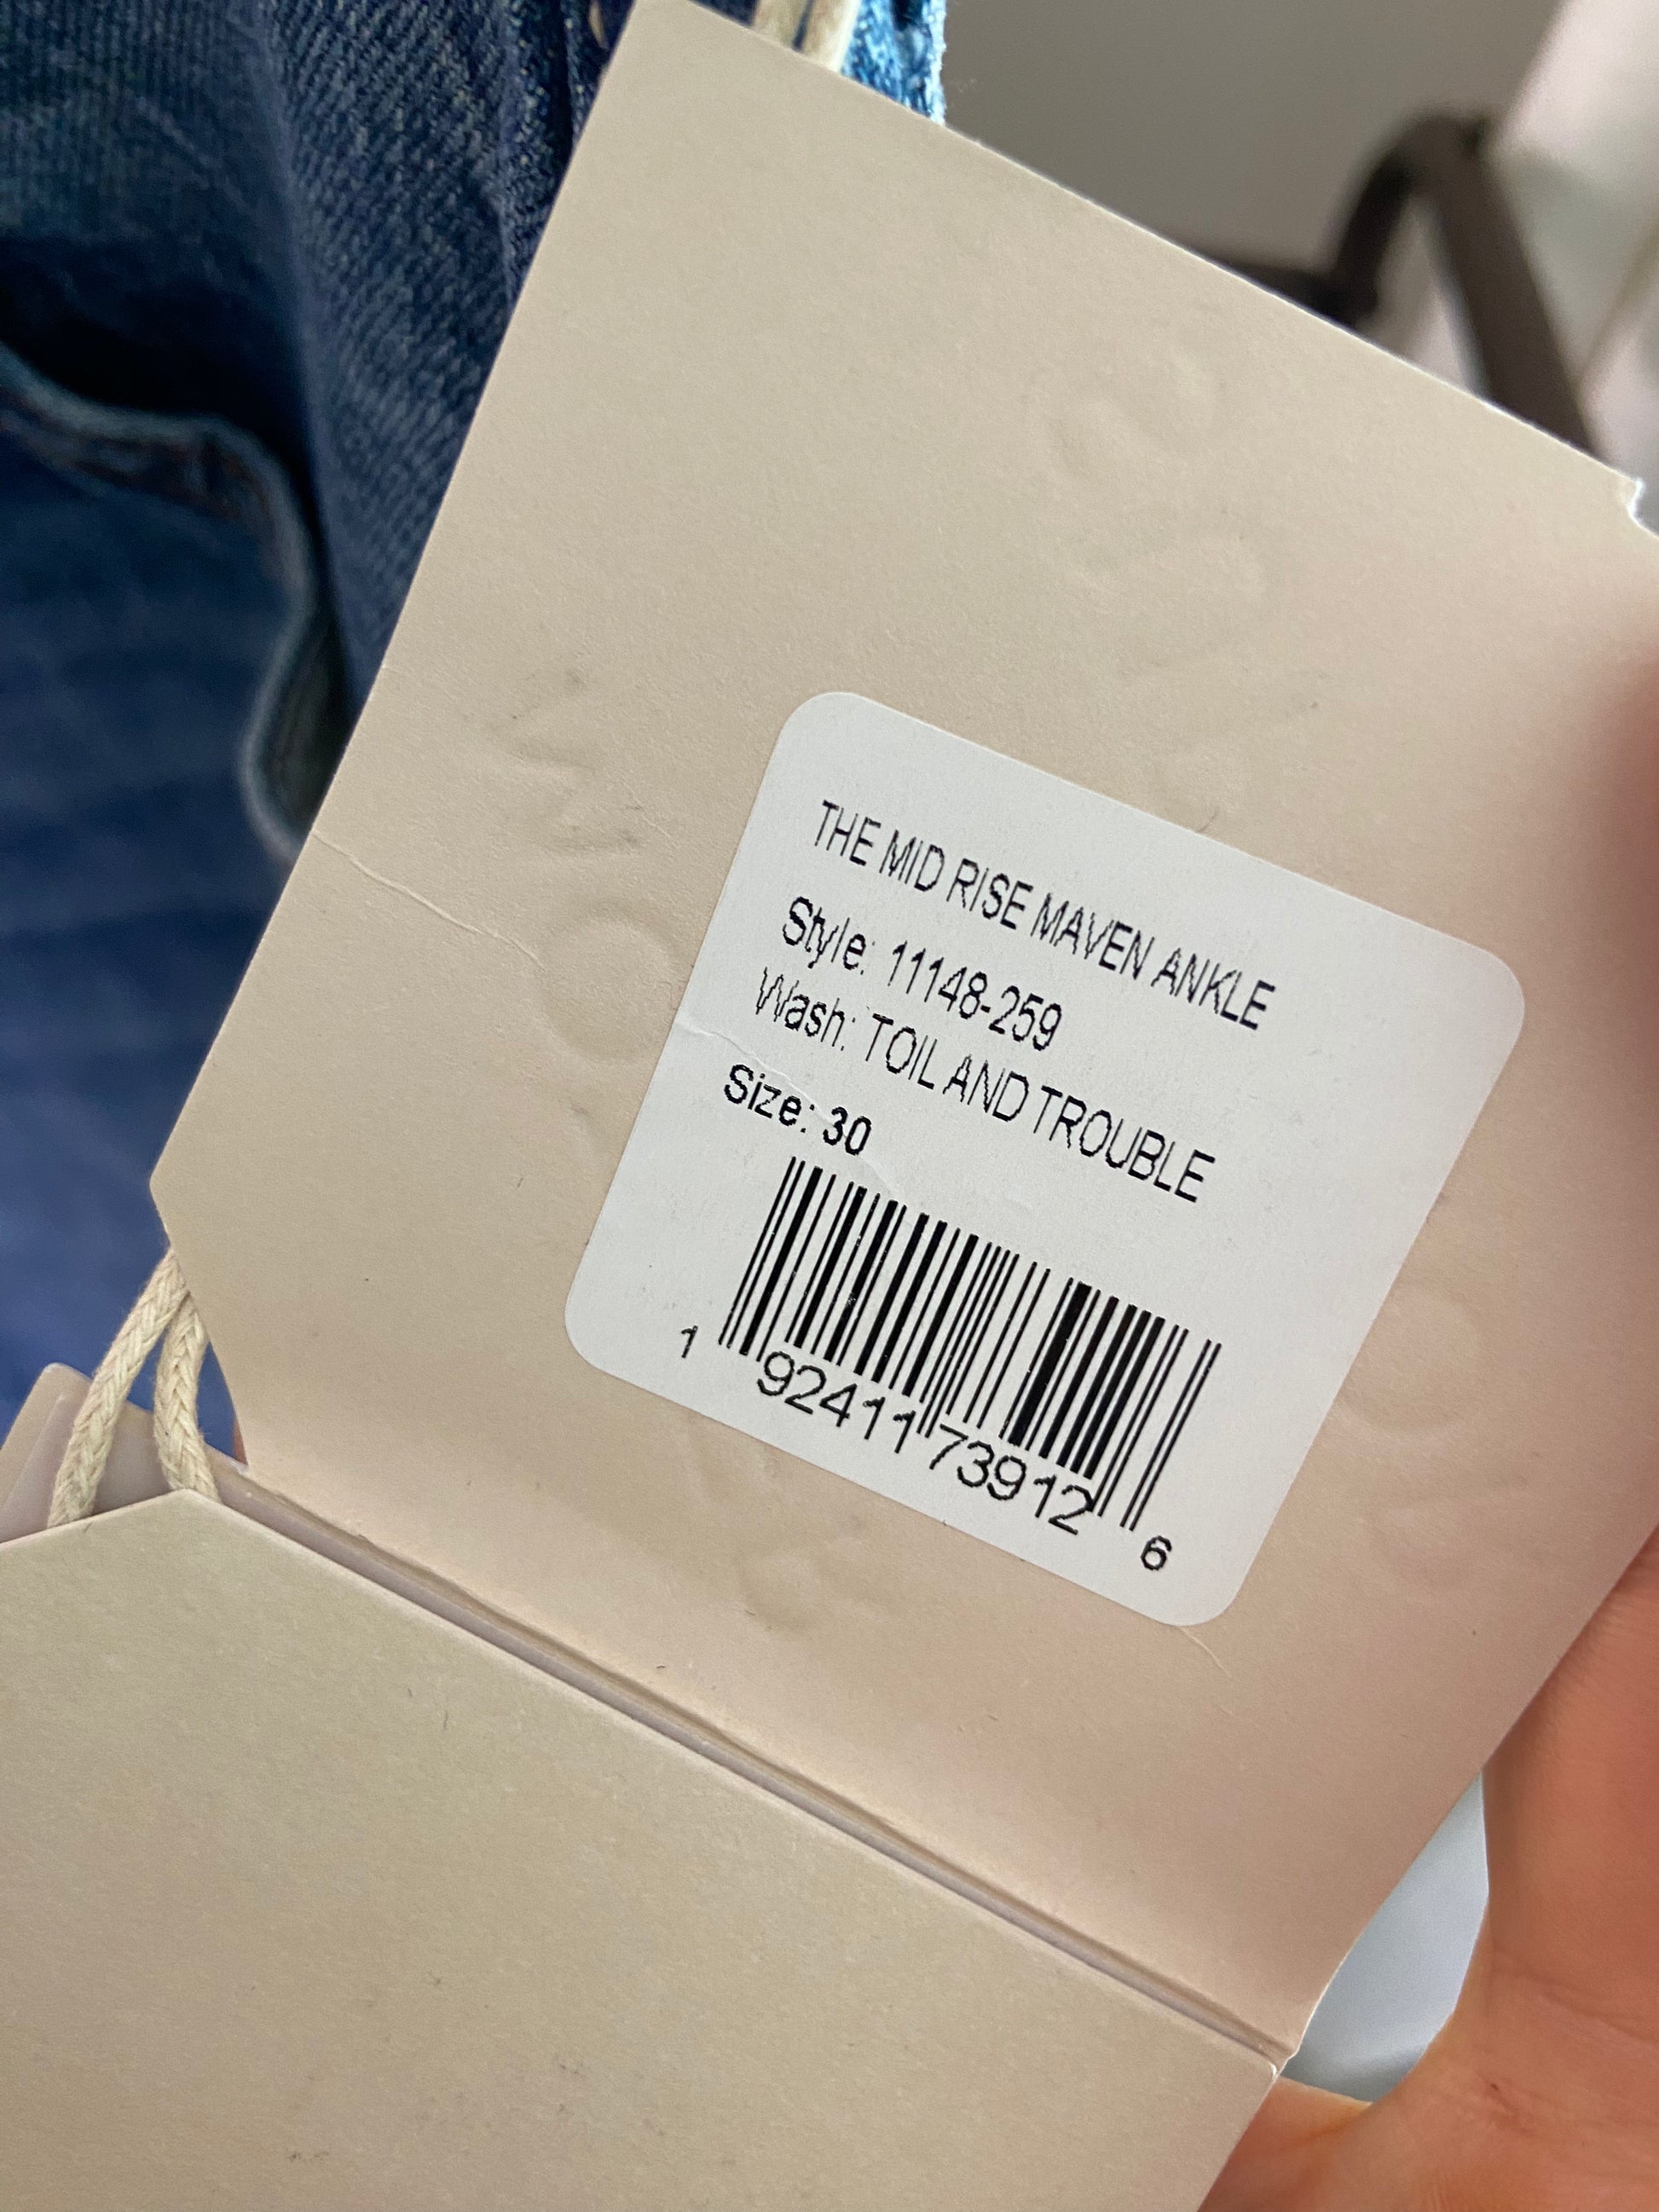 THE MID RISE MAVEN ANKLE
Style: 11148-259
Wash: TOIL AND TROUBLE
Size: 30
1 92411 73912 6